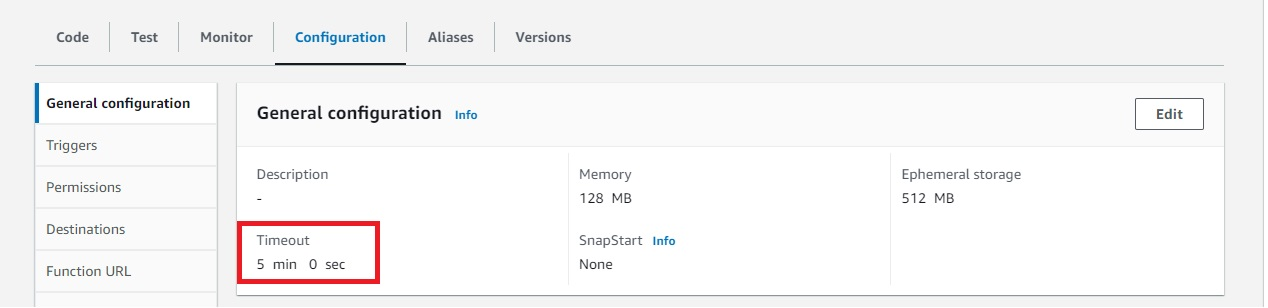 Code Test Monitor Configuration Aliases Versions
General configuration
Triggers
Permissions
Destinations
Function URL
General configuration Info
Edit
Description
-
Memory
128 MB
Ephemeral storage
512 MB
Timeout
5 min 0 sec
SnapStart Info
None